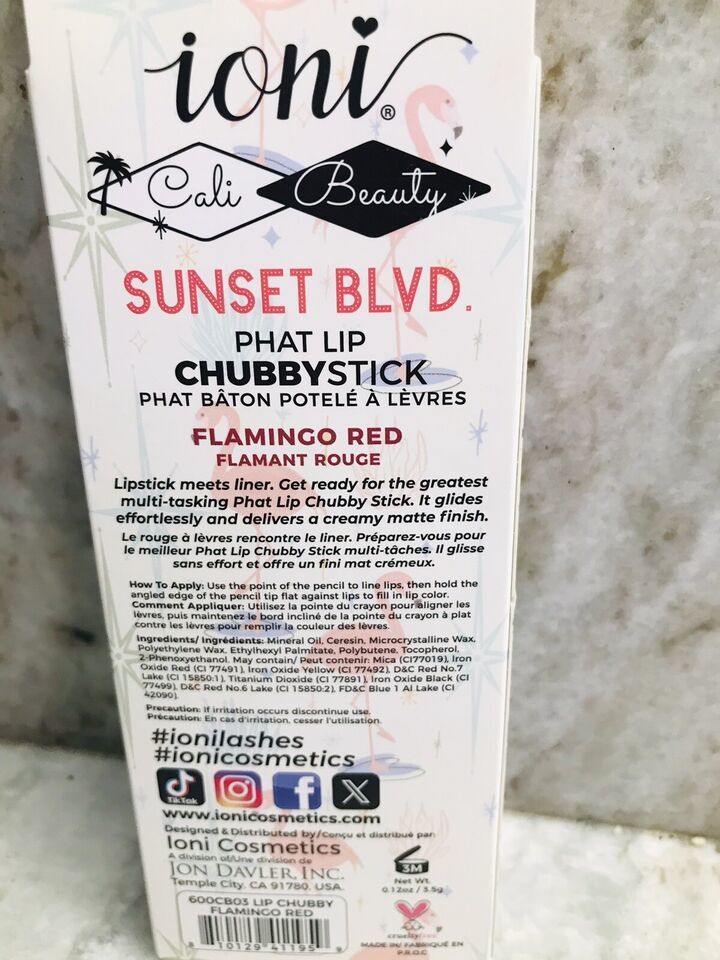 ioni®
Cali Beauty
SUNSET BLVD.
PHAT LIP
CHUBBYSTICK
PHAT BÂTON POTELÉ À LÈVRES
FLAMINGO RED
FLAMANT ROUGE
Lipstick meets liner. Get ready for the greatest
multi-tasking Phat Lip Chubby Stick. It glides
effortlessly and delivers a creamy matte finish.
Le rouge à lèvres rencontre le liner. Préparez-vous pour
le meilleur Phat Lip Chubby Stick multi-tâches. Il glisse
sans effort et offre un fini mat crémeux.
How To Apply: Use the point of the pencil to line lips, then hold the
angled edge of the pencil tip flat against lips to fill in lip color.
Comment Appliquer: Utilisez la pointe du crayon pour aligner les
lèvres, puis maintenez le bord incliné de la pointe du crayon à plat
contre les lèvres pour remplir la couleur des lèvres.
Ingredients/ Ingrédients: Mineral Oil, Ceresin, Microcrystalline Wax,
Polyethylene Wax, Ethylhexyl Palmitate, Polybutene, Tocopherol,
2-Phenoxyethanol. May contain/ Peut contenir: Mica (CI77019), Iron
Oxide Red (CI 77491), Iron Oxide Yellow (CI 77492), D&C Red No.7
Lake (CI 15850:1), Titanium Dioxide (CI 77891), Iron Oxide Black (CI
77499), D&C Red No.6 Lake (CI 15850:2), FD&C Blue 1 Al Lake (CI
42090).
Precaution: If irritation occurs discontinue use.
Précaution: En cas d'irritation, cesser l'utilisation.
#ionilashes
#ionicosmetics
TikTok
www.ionicosmetics.com
Designed & Distributed by/Conçu et distribué par:
Ioni Cosmetics
A division of/Une division de
JON DAVLER, INC.
Temple City, CA 91780, USA.
3M
Net Wt.
0.12oz / 3.5g
600CB03 LIP CHUBBY
FLAMINGO RED
8 10129 41195 9
cruelty free
MADE IN/ FABRIQUÉ EN
P.R.O.C